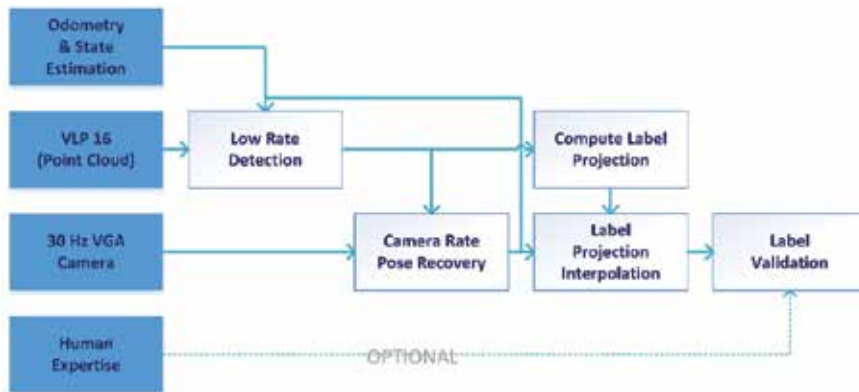 Odometry
& State
Estimation
VLP 16
(Point Cloud)
Low Rate
Detection
Compute Label
Projection
30 Hz VGA
Camera
Camera Rate
Pose Recovery
Label
Projection
Interpolation
Label
Validation
Human
Expertise
OPTIONAL